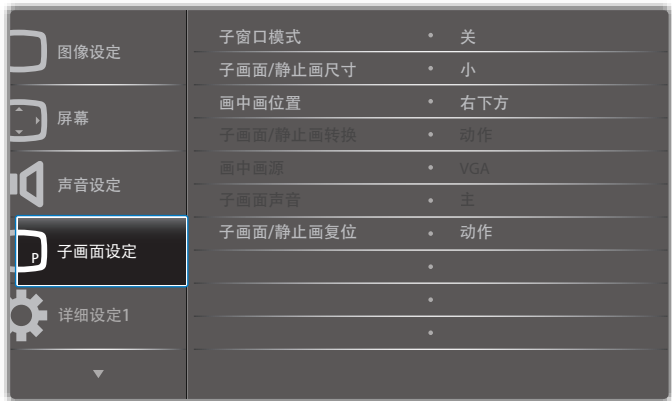 图像设定
屏幕
声音设定
P
子画面设定
详细设定1
▼
子窗口模式 • 关
子画面/静止画尺寸 • 小
画中画位置 • 右下方
子画面/静止画转换 • 动作
画中画源 • VGA
子画面声音 • 主
子画面/静止画复位 • 动作
•
•
•